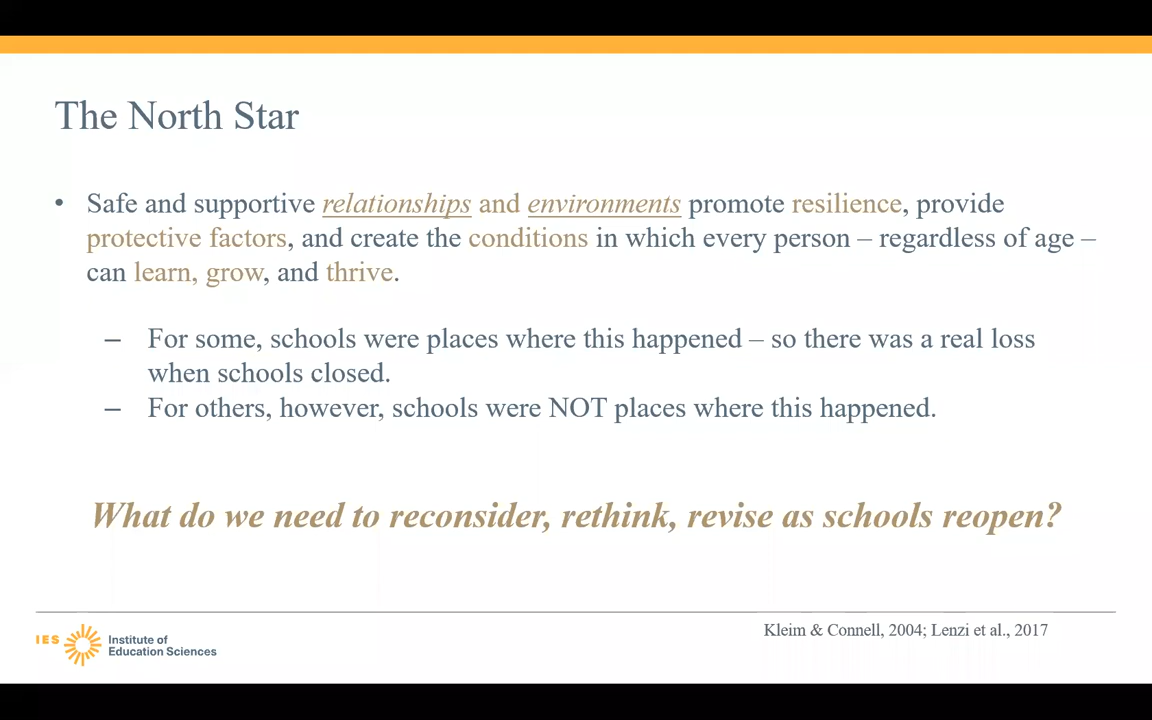 The North Star
• Safe and supportive relationships and environments promote resilience, provide
protective factors, and create the conditions in which every person – regardless of age –
can learn, grow, and thrive.
– For some, schools were places where this happened – so there was a real loss
when schools closed.
– For others, however, schools were NOT places where this happened.
What do we need to reconsider, rethink, revise as schools reopen?
IES Institute of
Education Sciences
Kleim & Connell, 2004; Lenzi et al., 2017